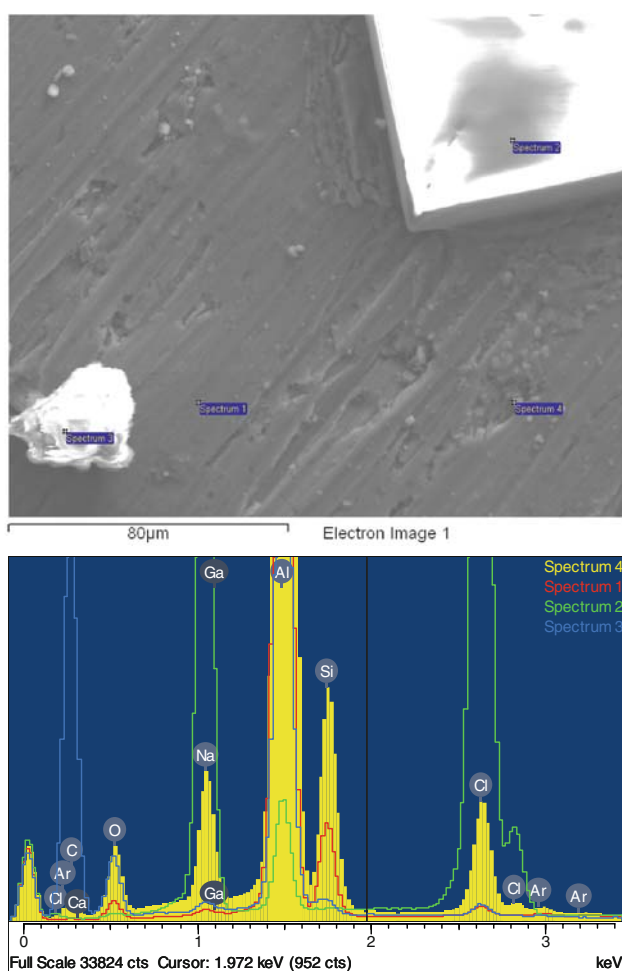 Spectrum 2
Spectrum 1
Spectrum 4
Spectrum 3
80µm
Electron Image 1
Spectrum 4
Spectrum 1
Spectrum 2
Spectrum 3
Ga
Al
Si
Na
Cl
O
C
Ar
Cl
Ca
Ga
Cl
Ar
Ar
0 1 2 3
Full Scale 33824 cts Cursor: 1.972 keV (952 cts) keV